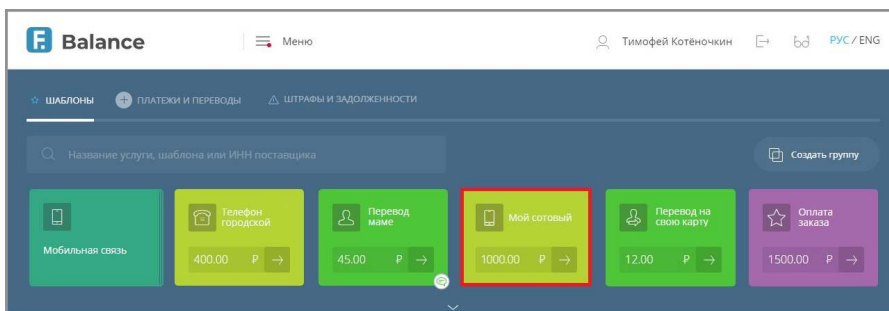 F. Balance
Меню
Тимофей Котёночкин
РУС / ENG
ШАБЛОНЫ
ПЛАТЕЖИ И ПЕРЕВОДЫ
ШТРАФЫ И ЗАДОЛЖЕННОСТИ
Название услуги, шаблона или ИНН поставщика
Создать группу
Мобильная связь
Телефон
городской
400.00 ₽ →
Перевод
маме
45.00 ₽ →
Мой сотовый
1000.00 ₽ →
Перевод на
свою карту
12.00 ₽ →
Оплата
заказа
1500.00 ₽ →